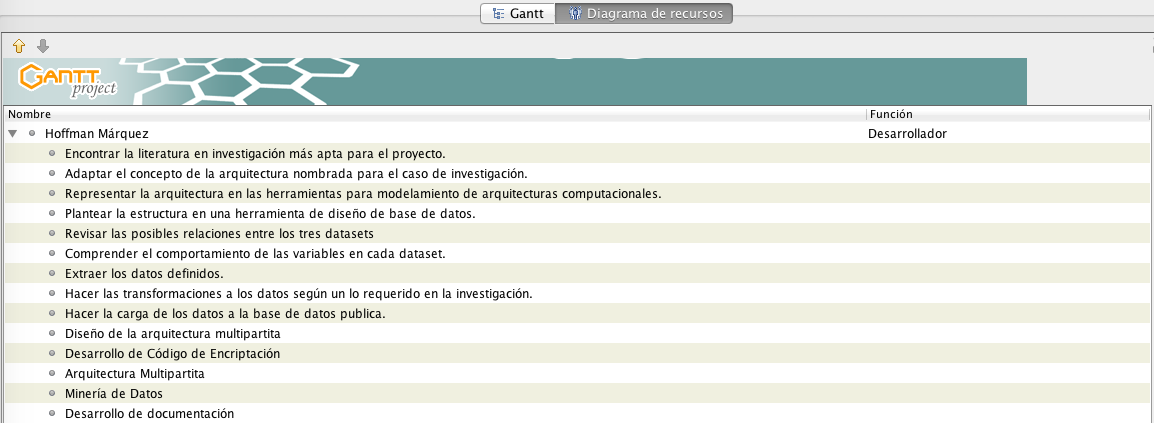 Gantt
Diagrama de recursos
GANTT
project
Nombre
Función
Hoffman Márquez
Desarrollador
Encontrar la literatura en investigación más apta para el proyecto.
Adaptar el concepto de la arquitectura nombrada para el caso de investigación.
Representar la arquitectura en las herramientas para modelamiento de arquitecturas computacionales.
Plantear la estructura en una herramienta de diseño de base de datos.
Revisar las posibles relaciones entre los tres datasets
Comprender el comportamiento de las variables en cada dataset.
Extraer los datos definidos.
Hacer las transformaciones a los datos según un lo requerido en la investigación.
Hacer la carga de los datos a la base de datos publica.
Diseño de la arquitectura multipartita
Desarrollo de Código de Encriptación
Arquitectura Multipartita
Minería de Datos
Desarrollo de documentación